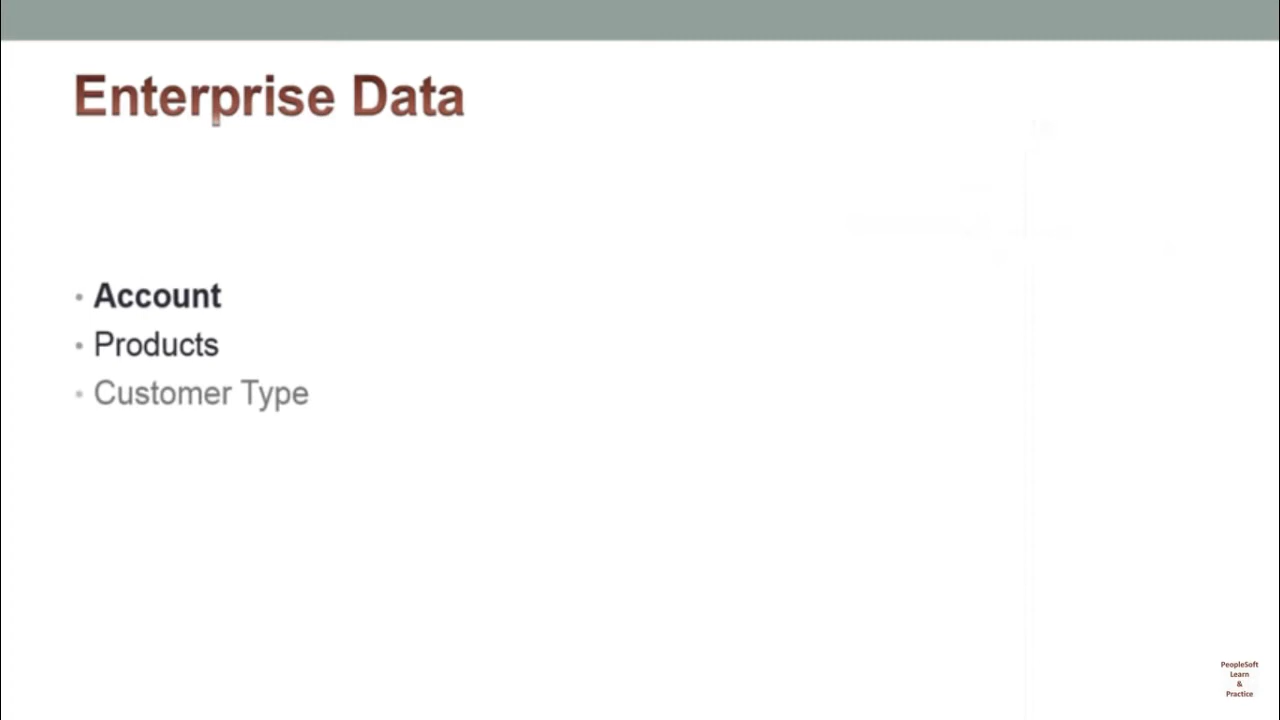 Enterprise Data
• Account
• Products
• Customer Type
PeopleSoft
Learn
&
Practice